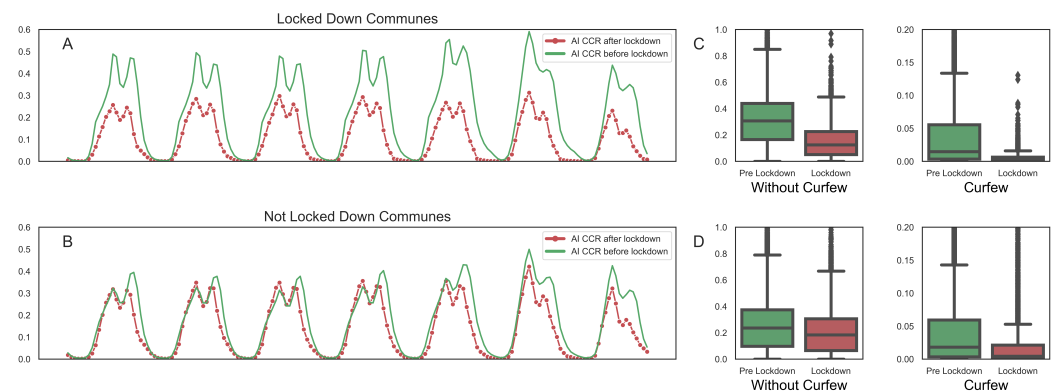 Locked Down Communes
0.6
0.5
0.4
0.3
0.2
0.1
0.0
A
AI CCR after lockdown
AI CCR before lockdown
C
1.0
0.8
0.6
0.4
0.2
0.0
Pre Lockdown Lockdown
Without Curfew
0.20
0.15
0.10
0.05
0.00
Pre Lockdown Lockdown
Curfew
Not Locked Down Communes
0.6
0.5
0.4
0.3
0.2
0.1
0.0
B
AI CCR after lockdown
AI CCR before lockdown
D
1.0
0.8
0.6
0.4
0.2
0.0
Pre Lockdown Lockdown
Without Curfew
0.20
0.15
0.10
0.05
0.00
Pre Lockdown Lockdown
Curfew